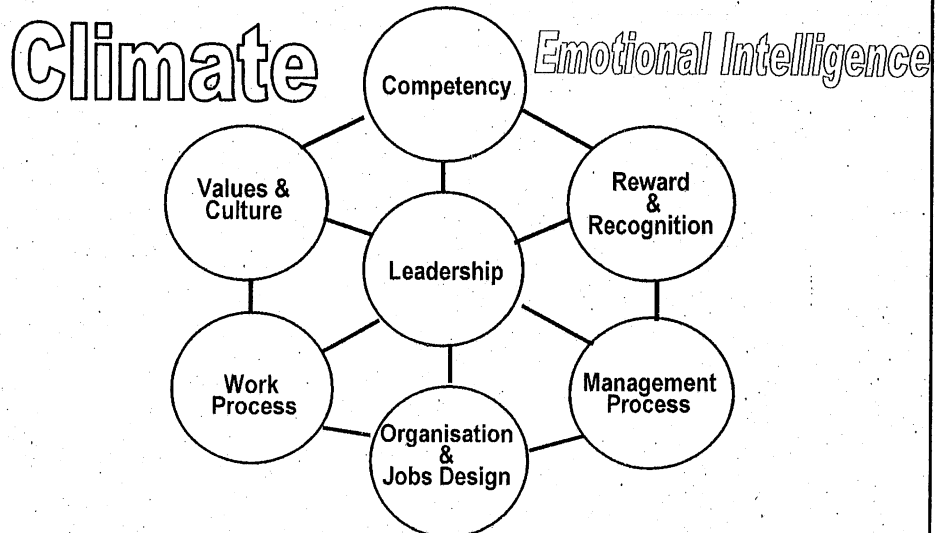 Climate
Emotional Intelligence
Competency
Values &
Culture
Reward
&
Recognition
Leadership
Work
Process
Management
Process
Organisation
&
Jobs Design